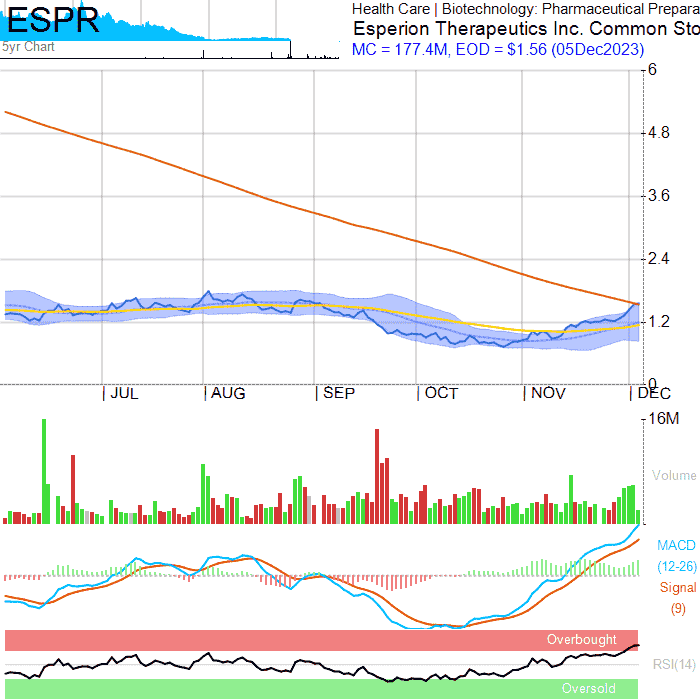 ESPR
5yr Chart
Health Care | Biotechnology: Pharmaceutical Prepara
Esperion Therapeutics Inc. Common Sto
MC = 177.4M, EOD = $1.56 (05Dec2023)
6
4.8
3.6
2.4
1.2
0
| JUL | AUG | SEP | OCT | NOV | DEC
16M
Volume
MACD
(12-26)
Signal
(9)
Overbought
RSI(14)
Oversold